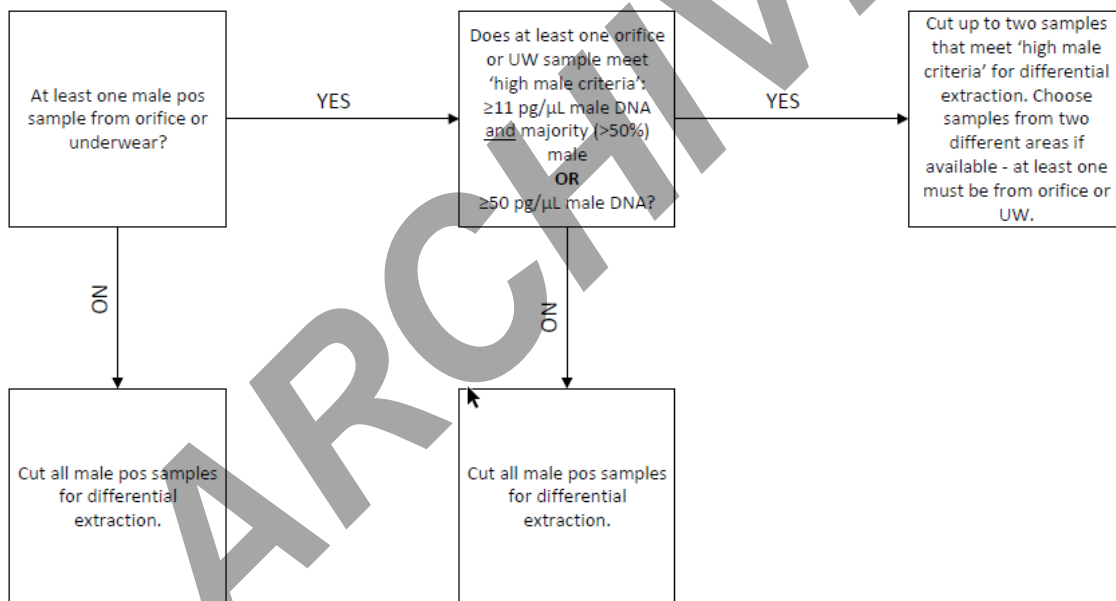 At least one male pos
sample from orifice or
underwear?
YES
Does at least one orifice
or UW sample meet
‘high male criteria’:
≥11 pg/µL male DNA
and majority (>50%)
male
OR
≥50 pg/µL male DNA?
YES
Cut up to two samples
that meet ‘high male
criteria’ for differential
extraction. Choose
samples from two
different areas if
available - at least one
must be from orifice or
UW.
NO
NO
Cut all male pos samples
for differential
extraction.
Cut all male pos samples
for differential
extraction.
ARCHIV